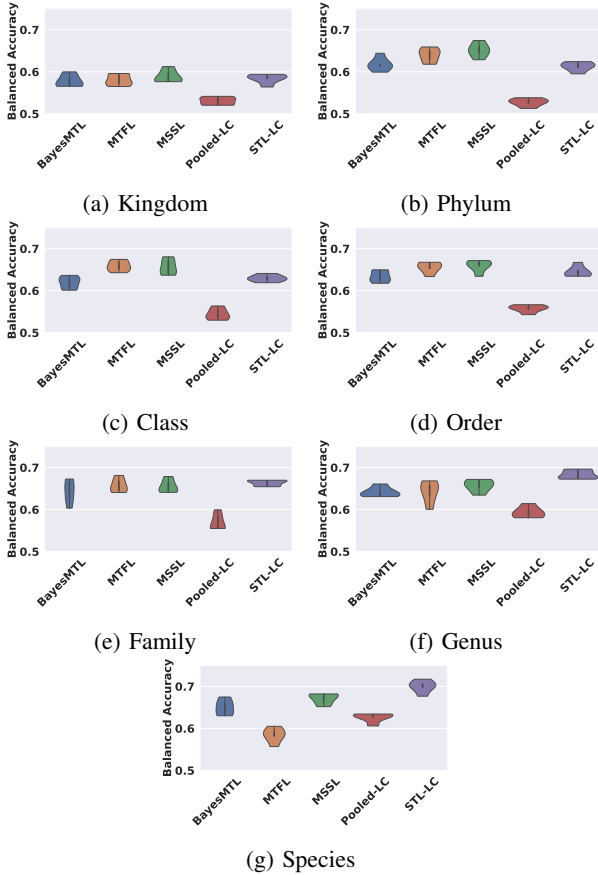 Balanced Accuracy
0.7
0.6
0.5
BayesMTL
MTFL
MSSL
Pooled-LC
STL-LC
(a) Kingdom
Balanced Accuracy
0.7
0.6
0.5
BayesMTL
MTFL
MSSL
Pooled-LC
STL-LC
(b) Phylum
Balanced Accuracy
0.7
0.6
0.5
BayesMTL
MTFL
MSSL
Pooled-LC
STL-LC
(c) Class
Balanced Accuracy
0.7
0.6
0.5
BayesMTL
MTFL
MSSL
Pooled-LC
STL-LC
(d) Order
Balanced Accuracy
0.7
0.6
0.5
BayesMTL
MTFL
MSSL
Pooled-LC
STL-LC
(e) Family
Balanced Accuracy
0.7
0.6
0.5
BayesMTL
MTFL
MSSL
Pooled-LC
STL-LC
(f) Genus
Balanced Accuracy
0.7
0.6
0.5
BayesMTL
MTFL
MSSL
Pooled-LC
STL-LC
(g) Species